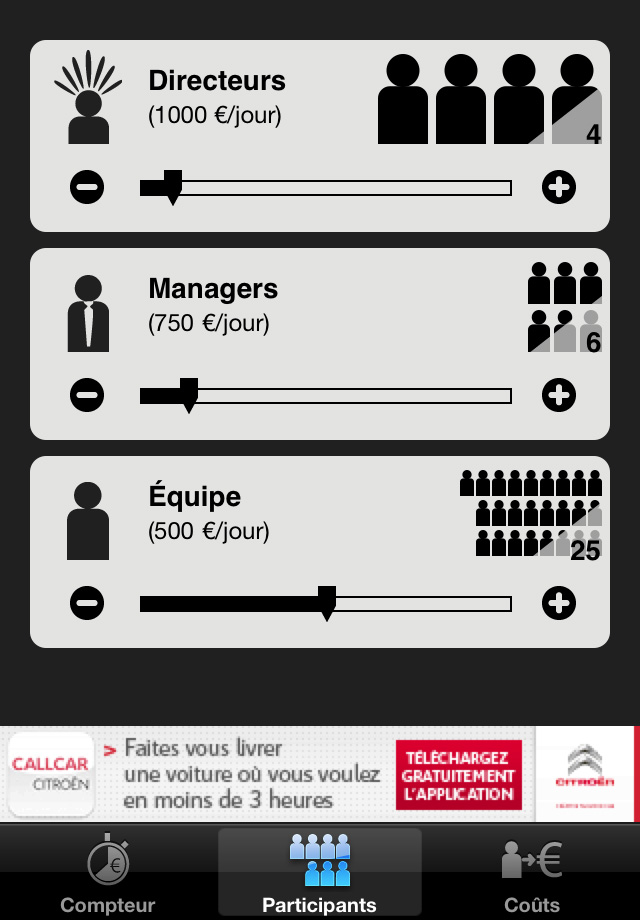 Directeurs
(1000 €/jour)
4
Managers
(750 €/jour)
6
Équipe
(500 €/jour)
25
CALLCAR
CITROËN
> Faites vous livrer
une voiture où vous voulez
en moins de 3 heures
TÉLÉCHARGEZ
GRATUITEMENT
L'APPLICATION
CITROËN
€
€
Compteur
Participants
Coûts